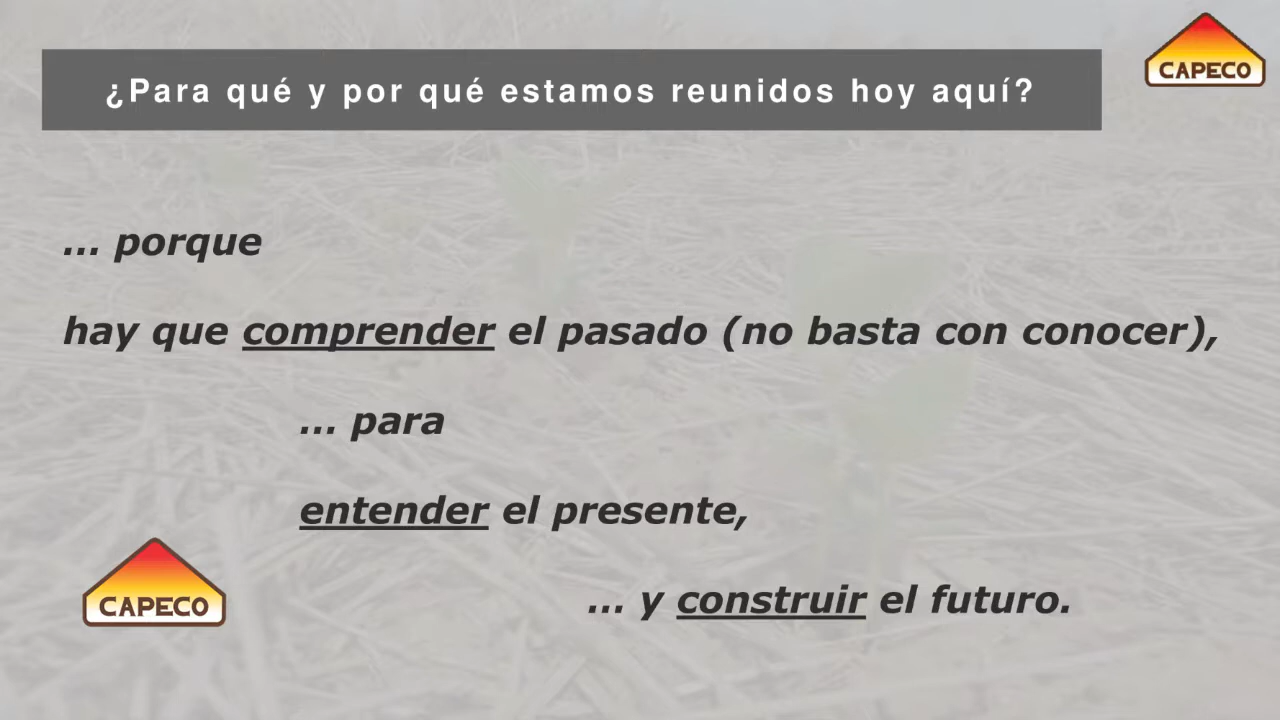 ¿Para qué y por qué estamos reunidos hoy aquí?
CAPECO
... porque
hay que comprender el pasado (no basta con conocer),
... para
entender el presente,
CAPECO
... y construir el futuro.